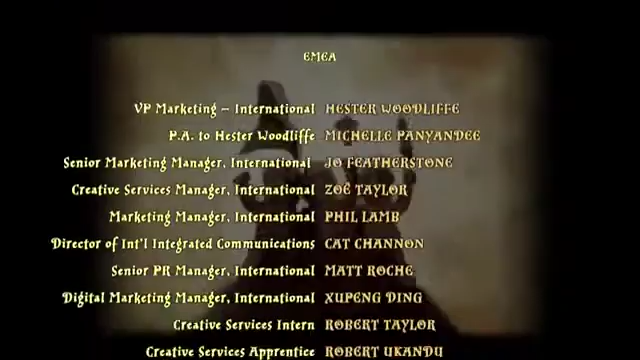 EMEA
VP Marketing – International HESTER WOODLIFFE
P.A. to Hester Woodliffe MICHELLE PANYANDEE
Senior Marketing Manager, International JO FEATHERSTONE
Creative Services Manager, International ZOË TAYLOR
Marketing Manager, International PHIL LAMB
Director of Int'l Integrated Communications CAT CHANNON
Senior PR Manager, International MATT ROCHE
Digital Marketing Manager, International XUPENG DING
Creative Services Intern ROBERT TAYLOR
Creative Services Apprentice ROBERT UKANDU